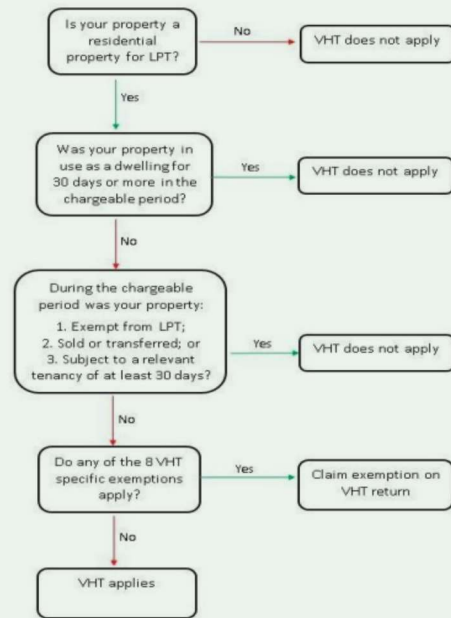 Is your property a
residential
property for LPT?
No
VHT does not apply
Yes
Was your property in
use as a dwelling for
30 days or more in the
chargeable period?
Yes
VHT does not apply
No
During the chargeable
period was your property:
1. Exempt from LPT;
2. Sold or transferred; or
3. Subject to a relevant
tenancy of at least 30 days?
Yes
VHT does not apply
No
Do any of the 8 VHT
specific exemptions
apply?
Yes
Claim exemption on
VHT return
No
VHT applies